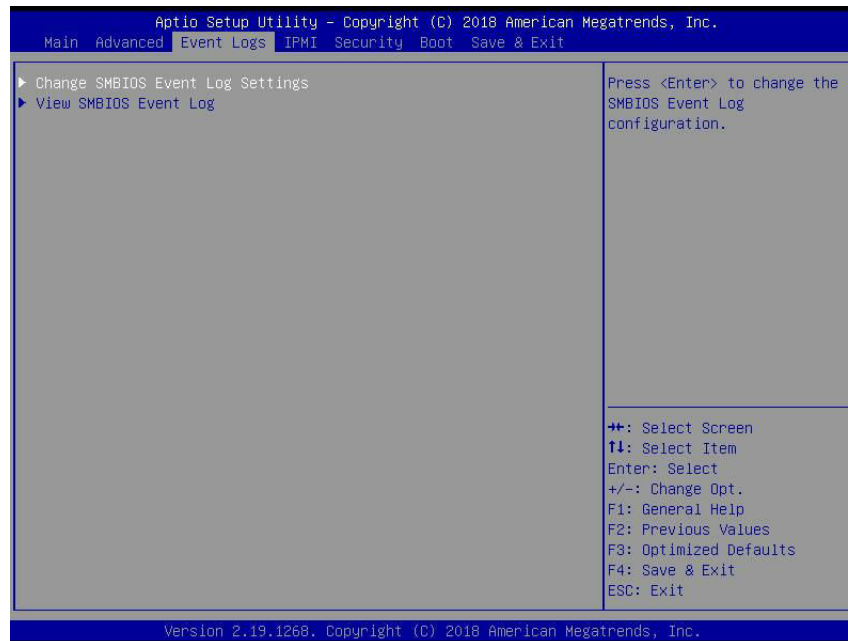 Aptio Setup Utility – Copyright (C) 2018 American Megatrends, Inc.
Main Advanced Event Logs IPMI Security Boot Save & Exit
▶ Change SMBIOS Event Log Settings
▶ View SMBIOS Event Log
Press <Enter> to change the
SMBIOS Event Log
configuration.
→←: Select Screen
↑↓: Select Item
Enter: Select
+/-: Change Opt.
F1: General Help
F2: Previous Values
F3: Optimized Defaults
F4: Save & Exit
ESC: Exit
Version 2.19.1268. Copyright (C) 2018 American Megatrends, Inc.